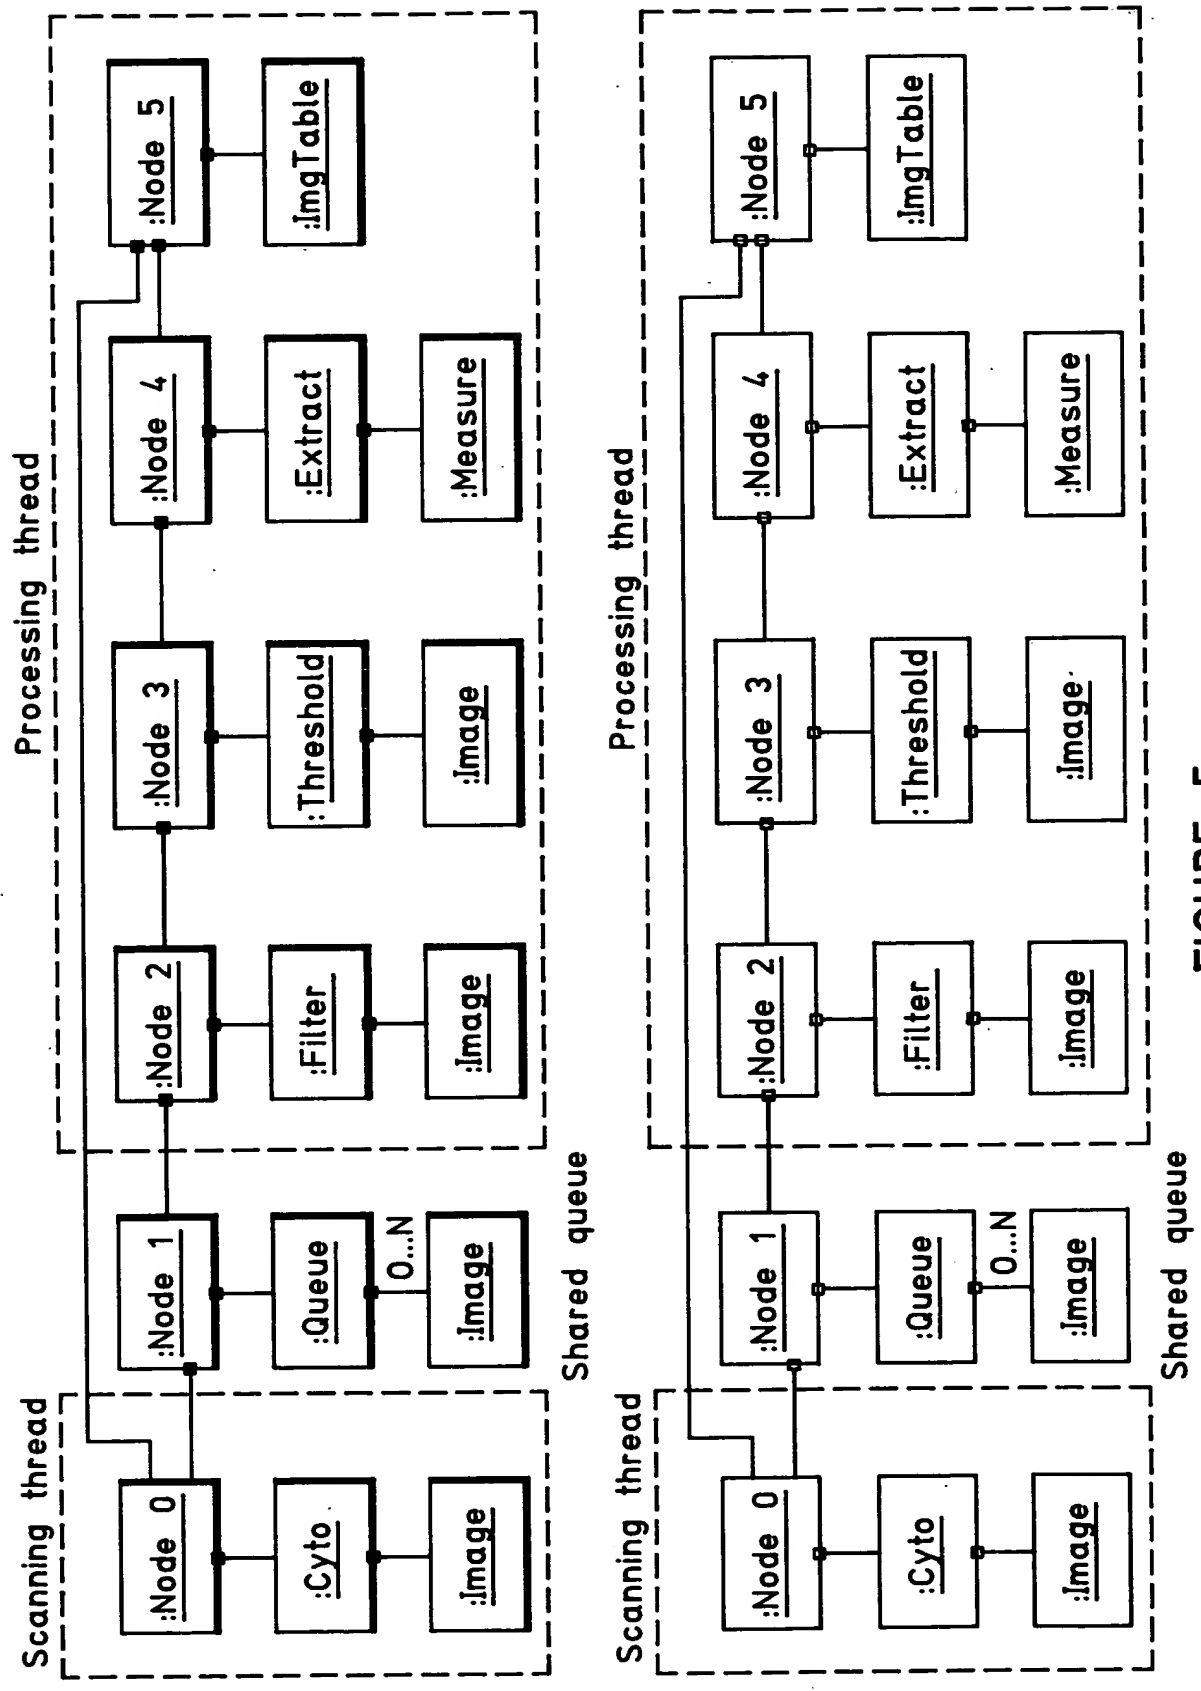 Scanning thread
Processing thread
:Node 0
:Node 1
:Node 2
:Node 3
:Node 4
:Node 5
:Cyto
:Queue
:Filter
:Threshold
:Extract
:ImgTable
O...N
:Image
:Image
:Image
:Image
:Measure
Shared queue
Scanning thread
Processing thread
:Node 0
:Node 1
:Node 2
:Node 3
:Node 4
:Node 5
:Cyto
:Queue
:Filter
:Threshold
:Extract
:ImgTable
O...N
:Image
:Image
:Image
:Image
:Measure
Shared queue